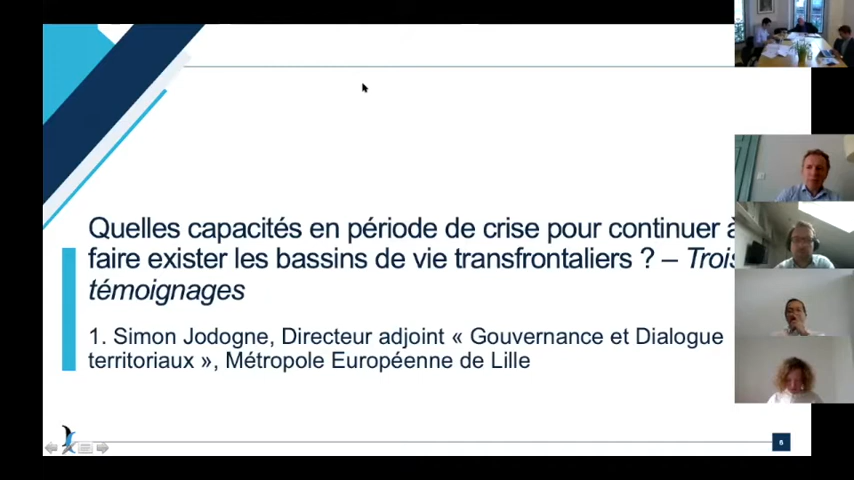 Quelles capacités en période de crise pour continuer à
faire exister les bassins de vie transfrontaliers ? – Trois
témoignages
1. Simon Jodogne, Directeur adjoint « Gouvernance et Dialogue
territoriaux », Métropole Européenne de Lille
6